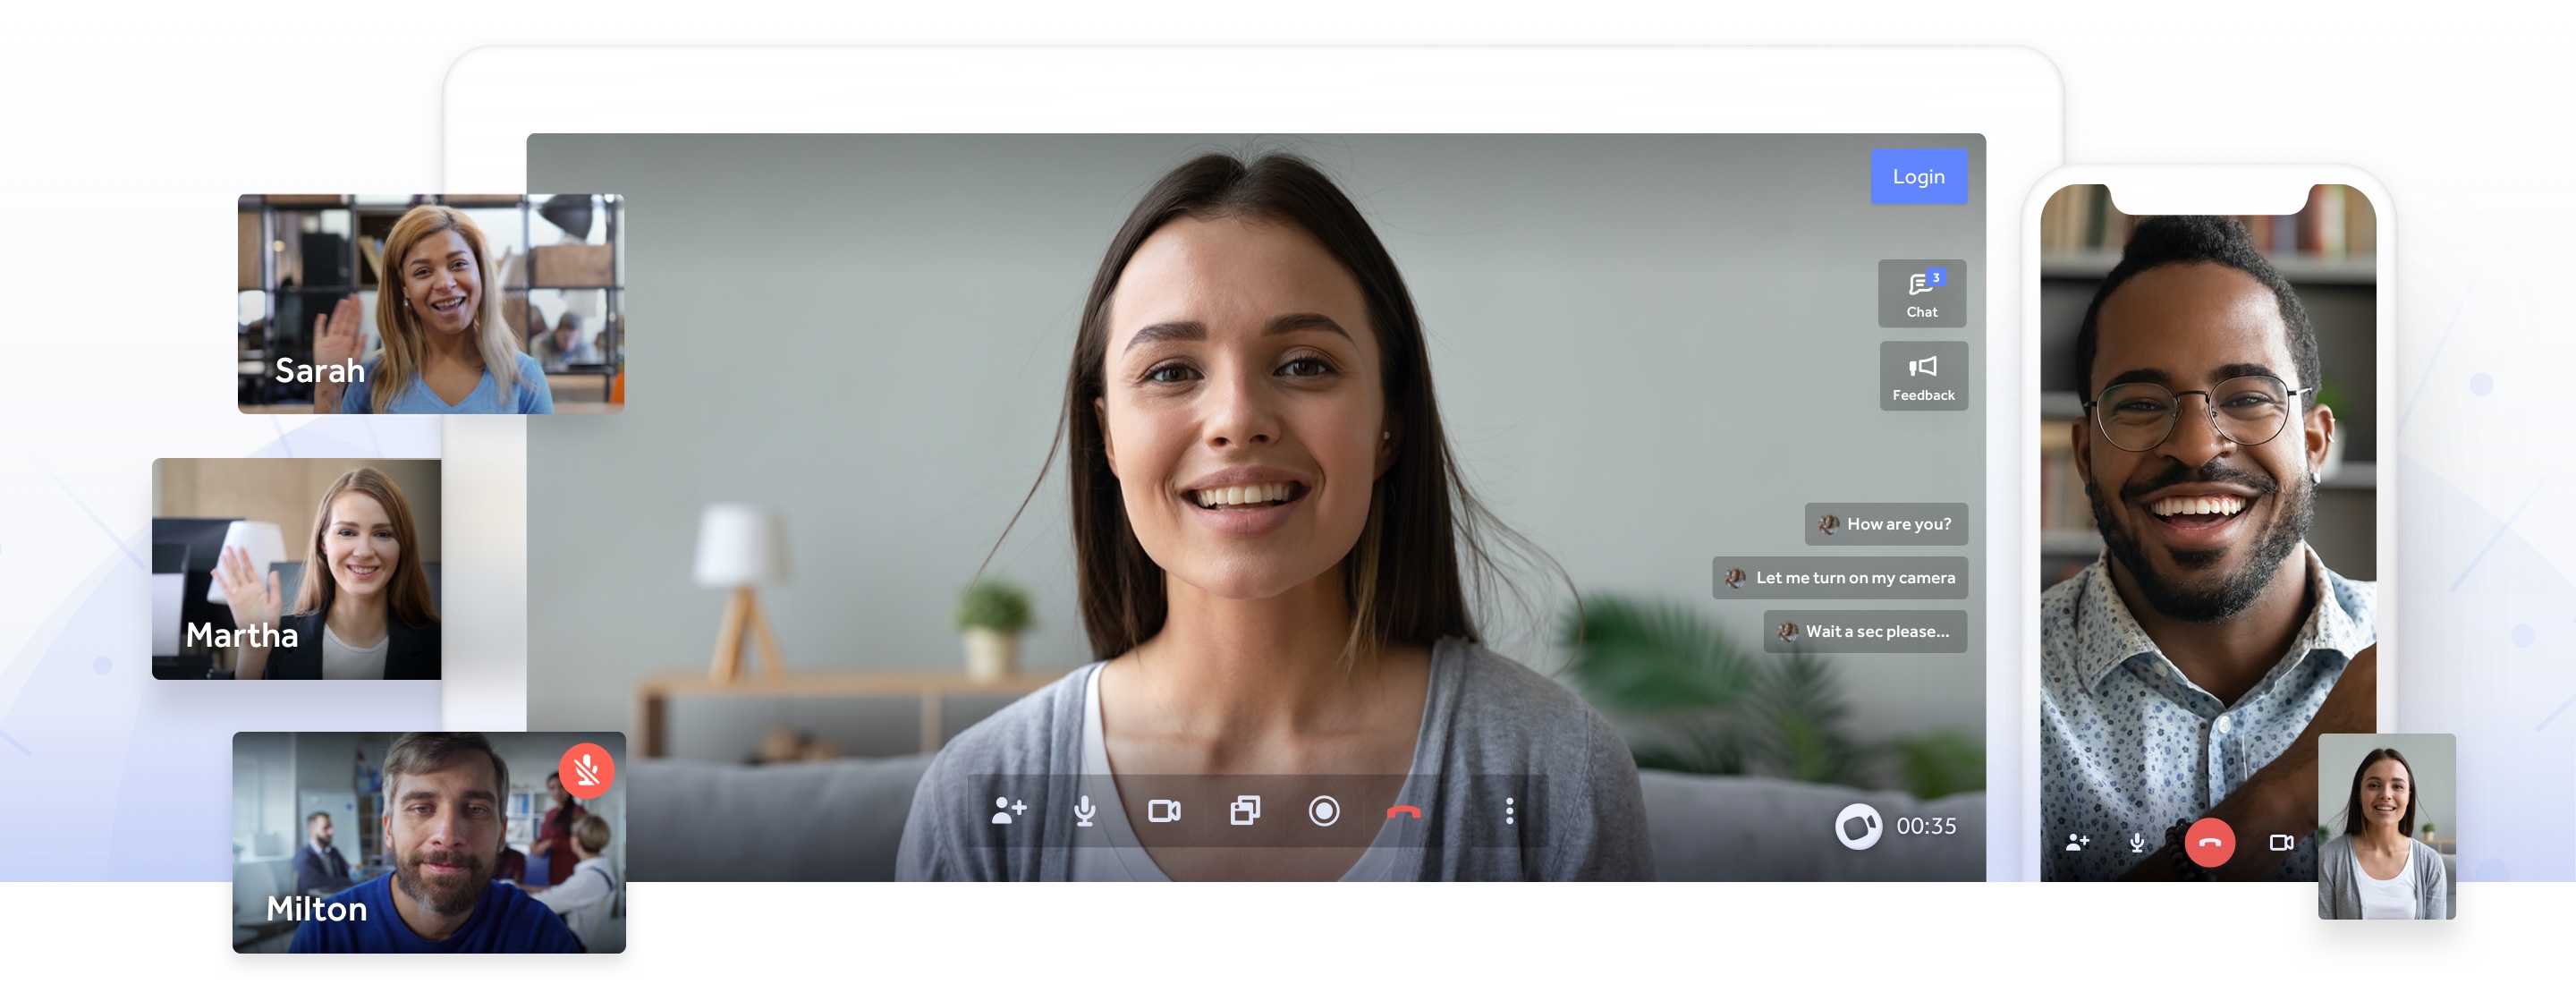 Login
Sarah
3
Chat
Feedback
How are you?
Let me turn on my camera
Martha
Wait a sec please...
00:35
Milton